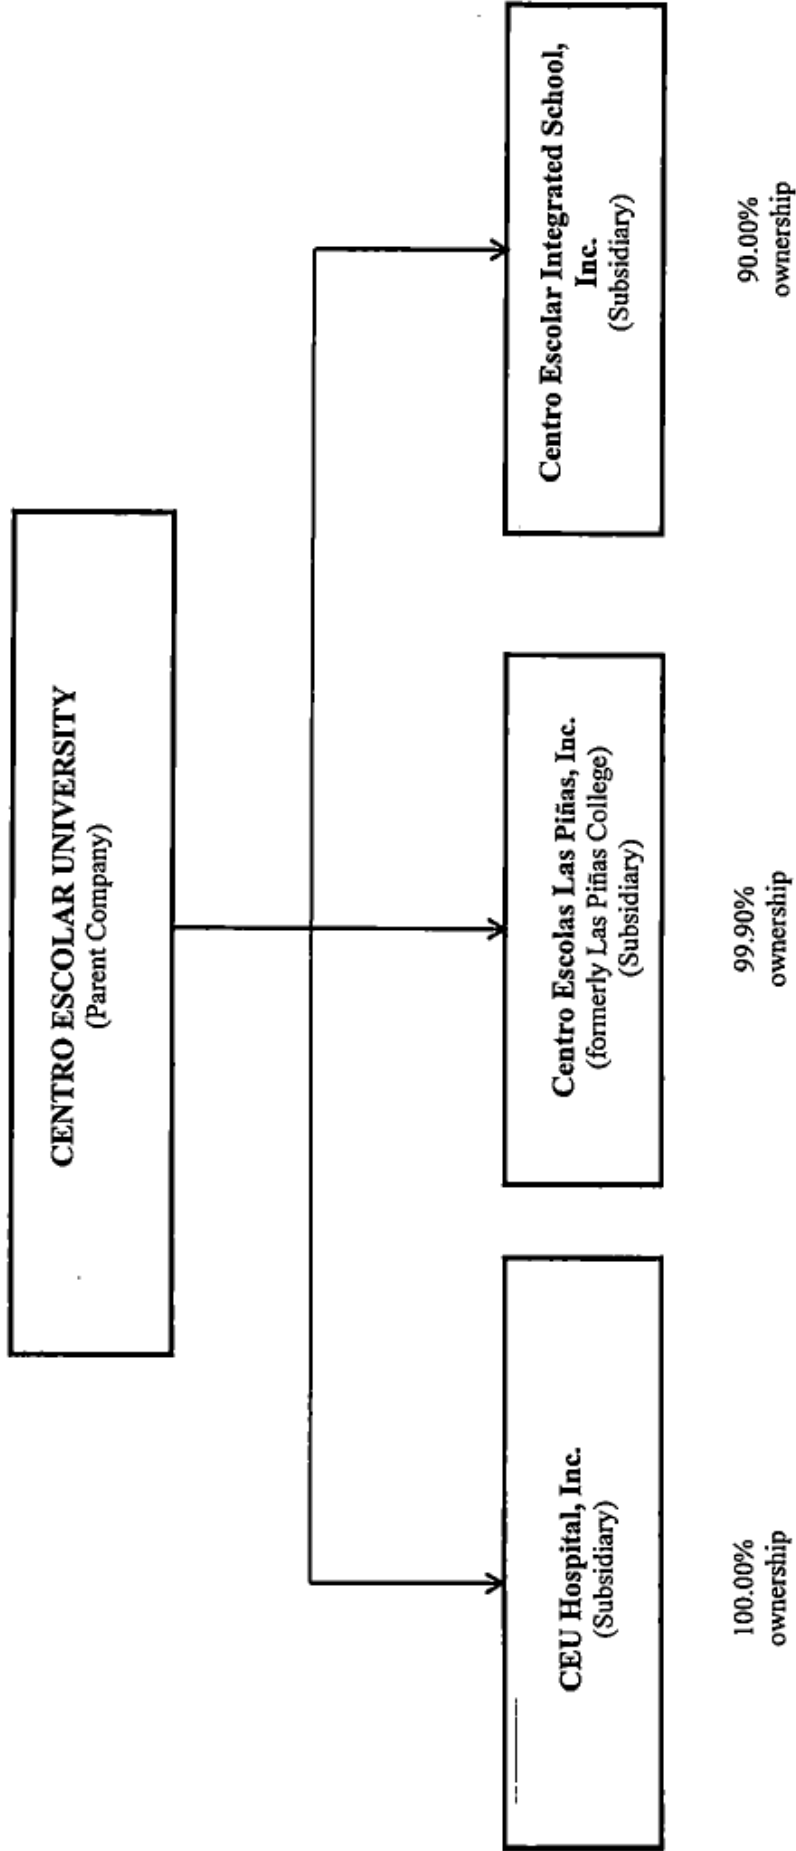 CENTRO ESCOLAR UNIVERSITY
(Parent Company)
CEU Hospital, Inc.
(Subsidiary)
Centro Escolas Las Piñas, Inc.
(formerly Las Piñas College)
(Subsidiary)
Centro Escolar Integrated School,
Inc.
(Subsidiary)
100.00%
ownership
99.90%
ownership
90.00%
ownership